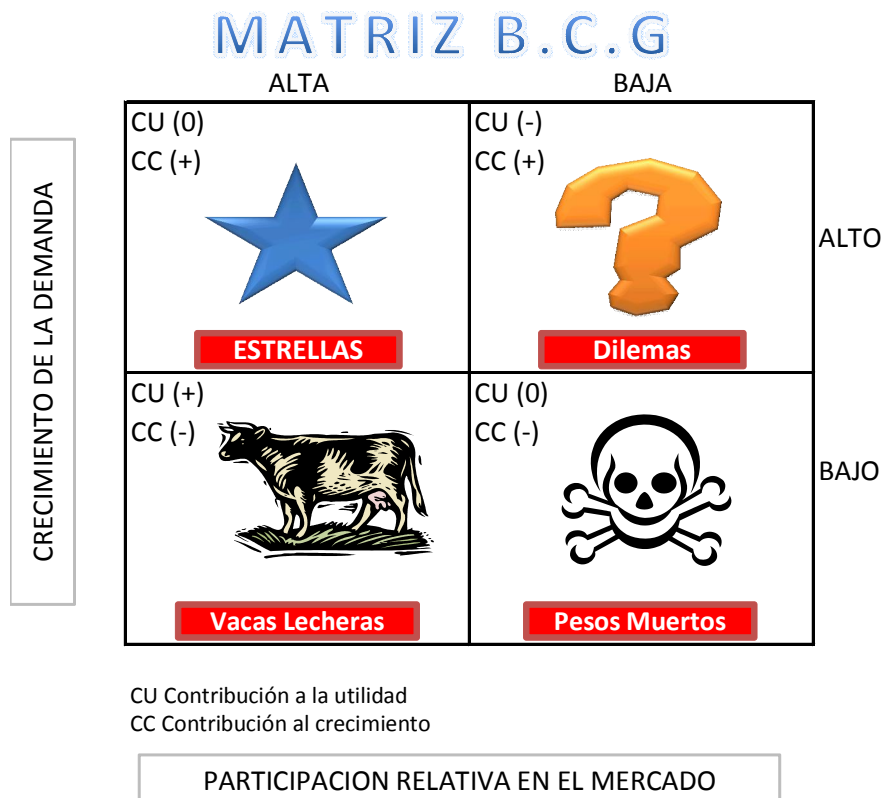 MATRIZ B.C.G
ALTA BAJA
CRECIMIENTO DE LA DEMANDA
CU (0)
CC (+)
ESTRELLAS
CU (-)
CC (+)
Dilemas
ALTO
CU (+)
CC (-)
Vacas Lecheras
CU (0)
CC (-)
Pesos Muertos
BAJO
CU Contribución a la utilidad
CC Contribución al crecimiento
PARTICIPACION RELATIVA EN EL MERCADO